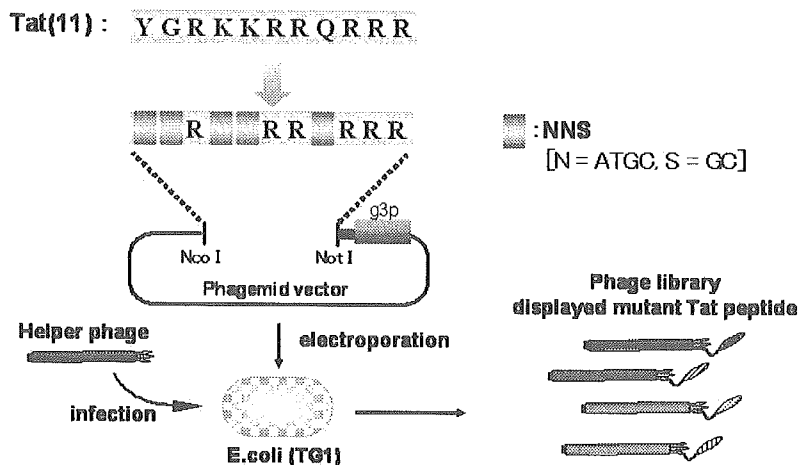 Tat(11) : YGRKKRRQRRR
R RR RRR
: NNS
[N = ATGC, S = GC]
g3p
Nco I Not I
Phagemid vector
Phage library
displayed mutant Tat peptide
Helper phage
electroporation
infection
E.coli (TG1)